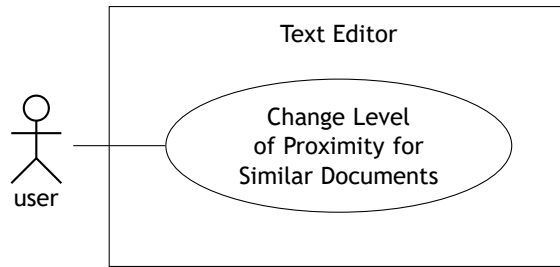 Text Editor
Change Level
of Proximity for
Similar Documents
user